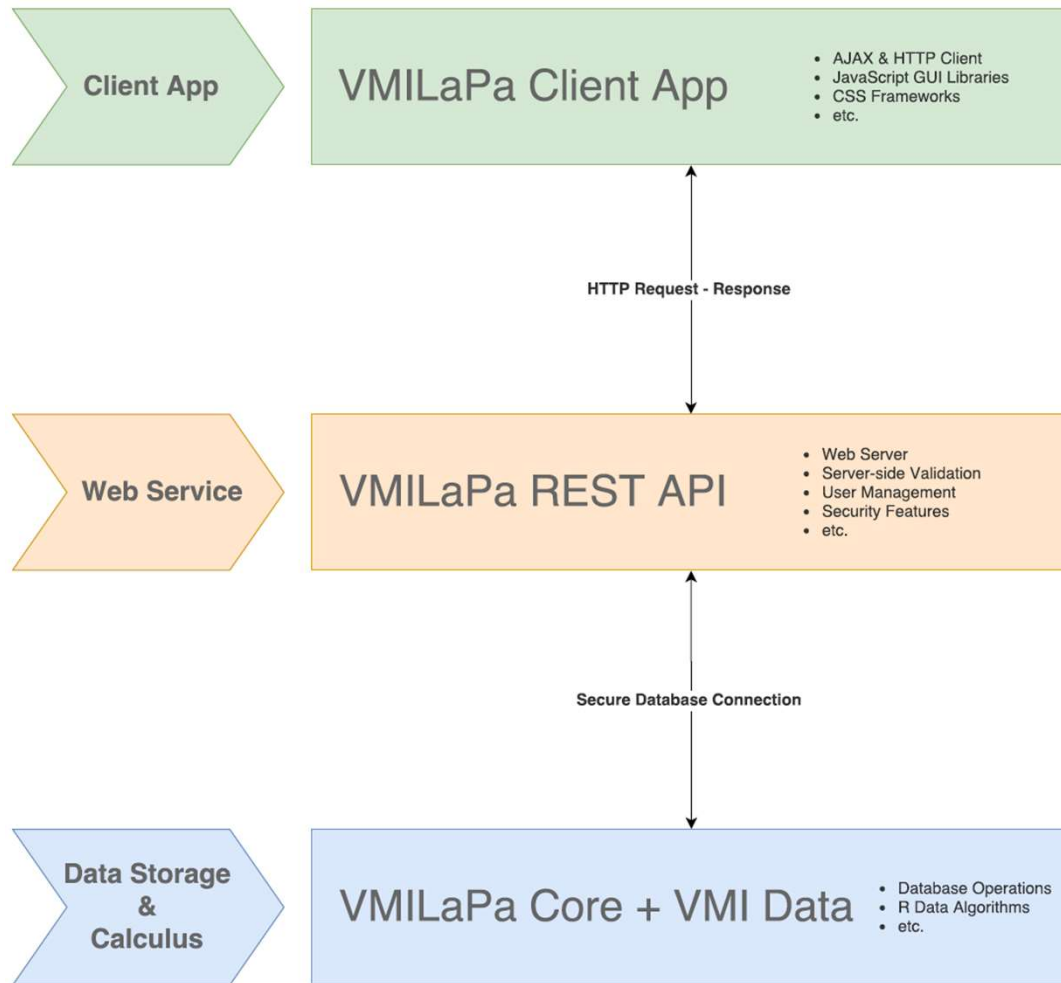 Client App
VMILaPa Client App
• AJAX & HTTP Client
• JavaScript GUI Libraries
• CSS Frameworks
• etc.
HTTP Request - Response
Web Service
VMILaPa REST API
• Web Server
• Server-side Validation
• User Management
• Security Features
• etc.
Secure Database Connection
Data Storage
&
Calculus
VMILaPa Core + VMI Data
• Database Operations
• R Data Algorithms
• etc.